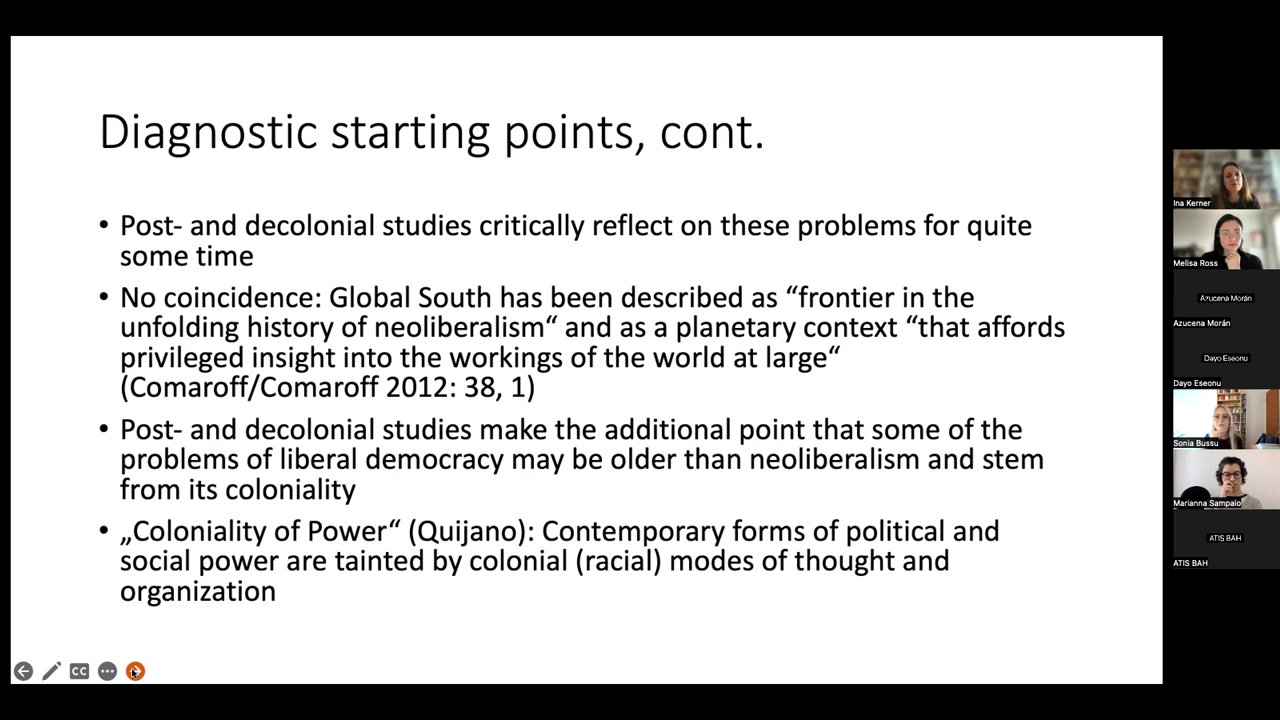 Diagnostic starting points, cont.
• Post- and decolonial studies critically reflect on these problems for quite
some time
• No coincidence: Global South has been described as “frontier in the
unfolding history of neoliberalism“ and as a planetary context “that affords
privileged insight into the workings of the world at large“
(Comaroff/Comaroff 2012: 38, 1)
• Post- and decolonial studies make the additional point that some of the
problems of liberal democracy may be older than neoliberalism and stem
from its coloniality
• „Coloniality of Power“ (Quijano): Contemporary forms of political and
social power are tainted by colonial (racial) modes of thought and
organization
CC
Ina Kerner
Melisa Ross
Azucena Morán
Azucena Morán
Dayo Eseonu
Dayo Eseonu
Sonia Bussu
Marianna Sampaio
ATIS BAH
ATIS BAH